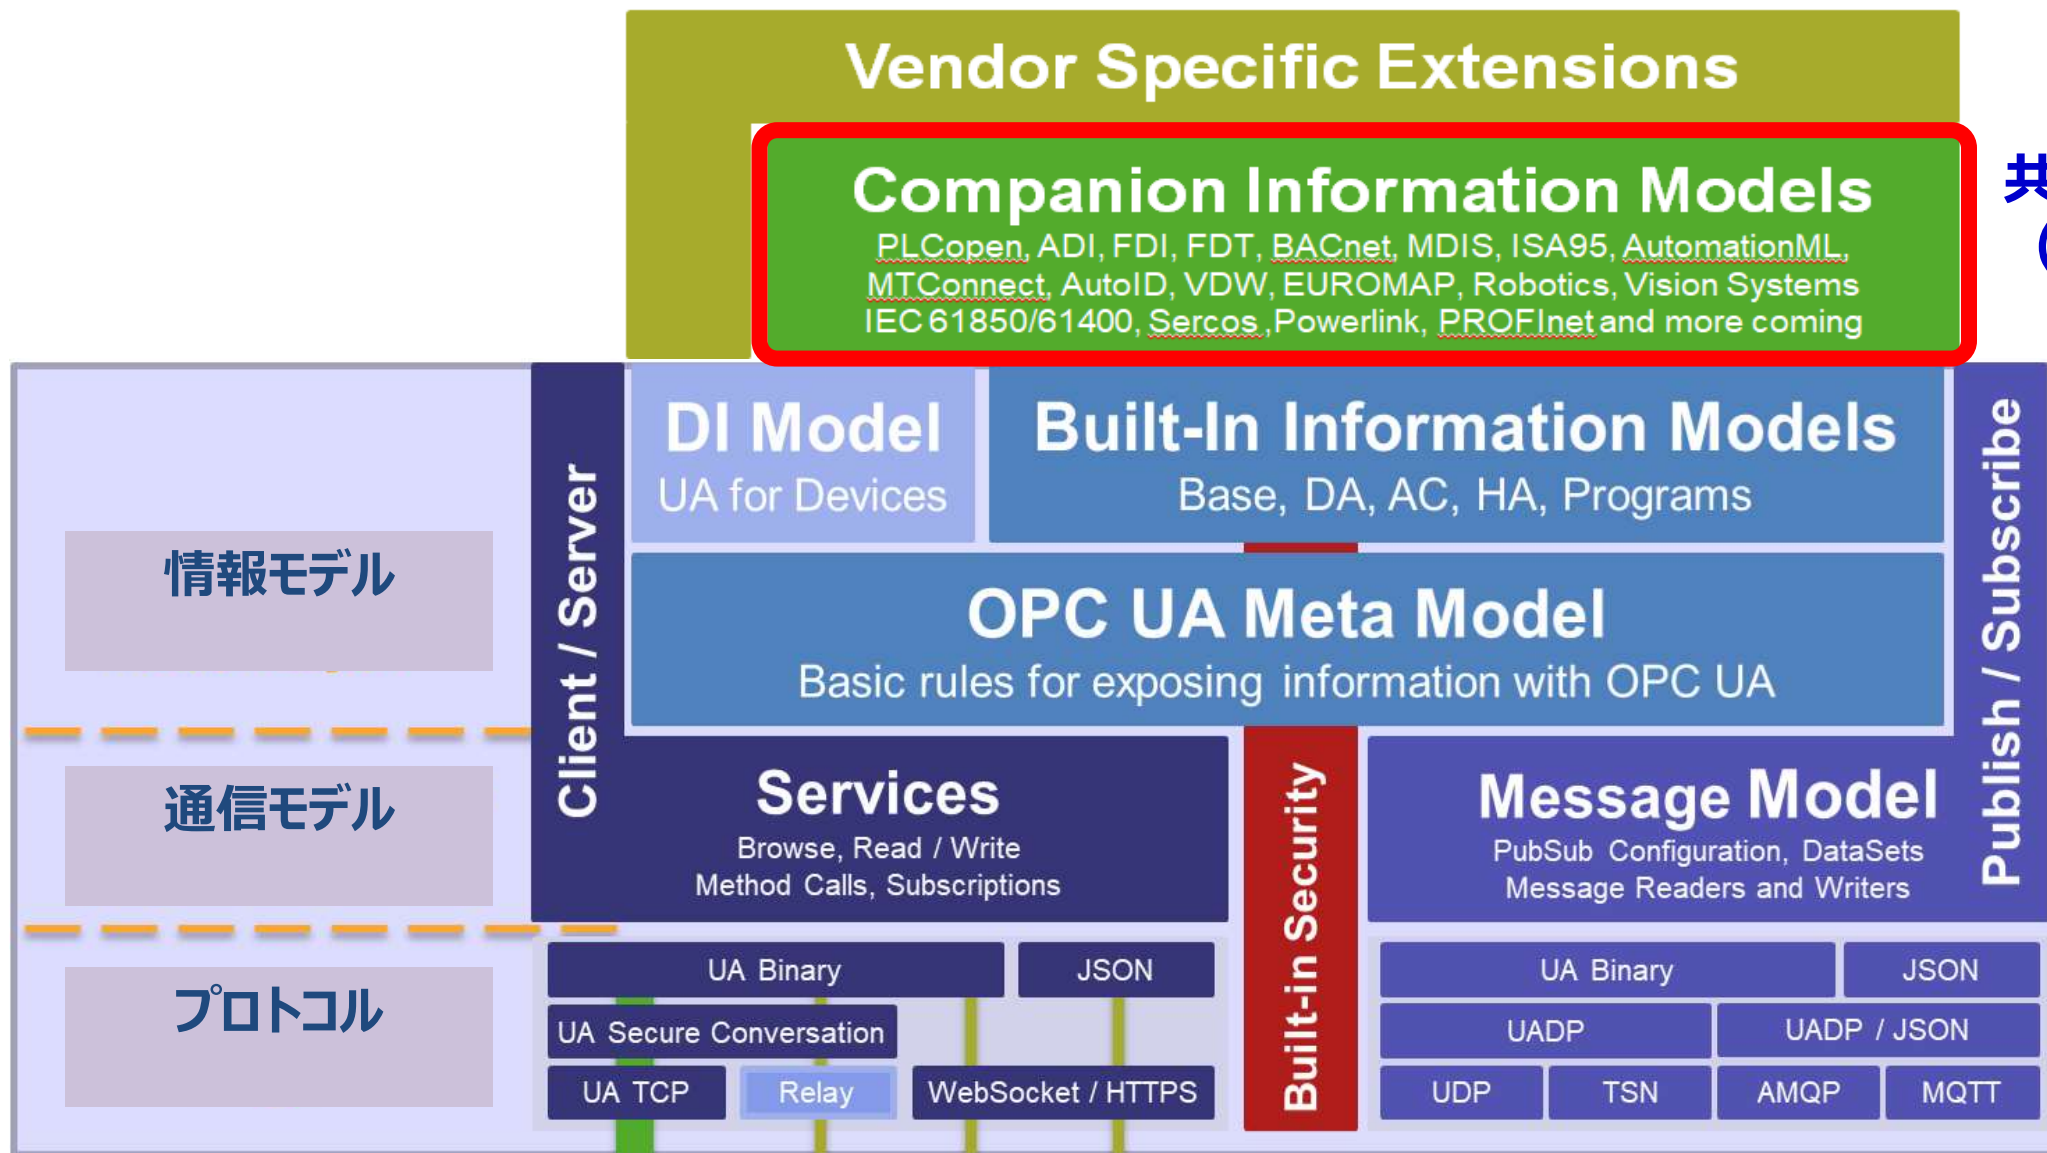 Vendor Specific Extensions
Companion Information Models
PLCopen, ADI, FDI, FDT, BACnet, MDIS, ISA95, AutomationML,
MTConnect, AutoID, VDW, EUROMAP, Robotics, Vision Systems
IEC 61850/61400, Sercos ,Powerlink, PROFInet and more coming
共
(
情報モデル
通信モデル
プロトコル
Client / Server
DI Model
UA for Devices
Built-In Information Models
Base, DA, AC, HA, Programs
OPC UA Meta Model
Basic rules for exposing information with OPC UA
Publish / Subscribe
Services
Browse, Read / Write
Method Calls, Subscriptions
Built-in Security
Message Model
PubSub Configuration, DataSets
Message Readers and Writers
UA Binary
JSON
UA Secure Conversation
UA TCP
Relay
WebSocket / HTTPS
UA Binary
JSON
UADP
UADP / JSON
UDP
TSN
AMQP
MQTT